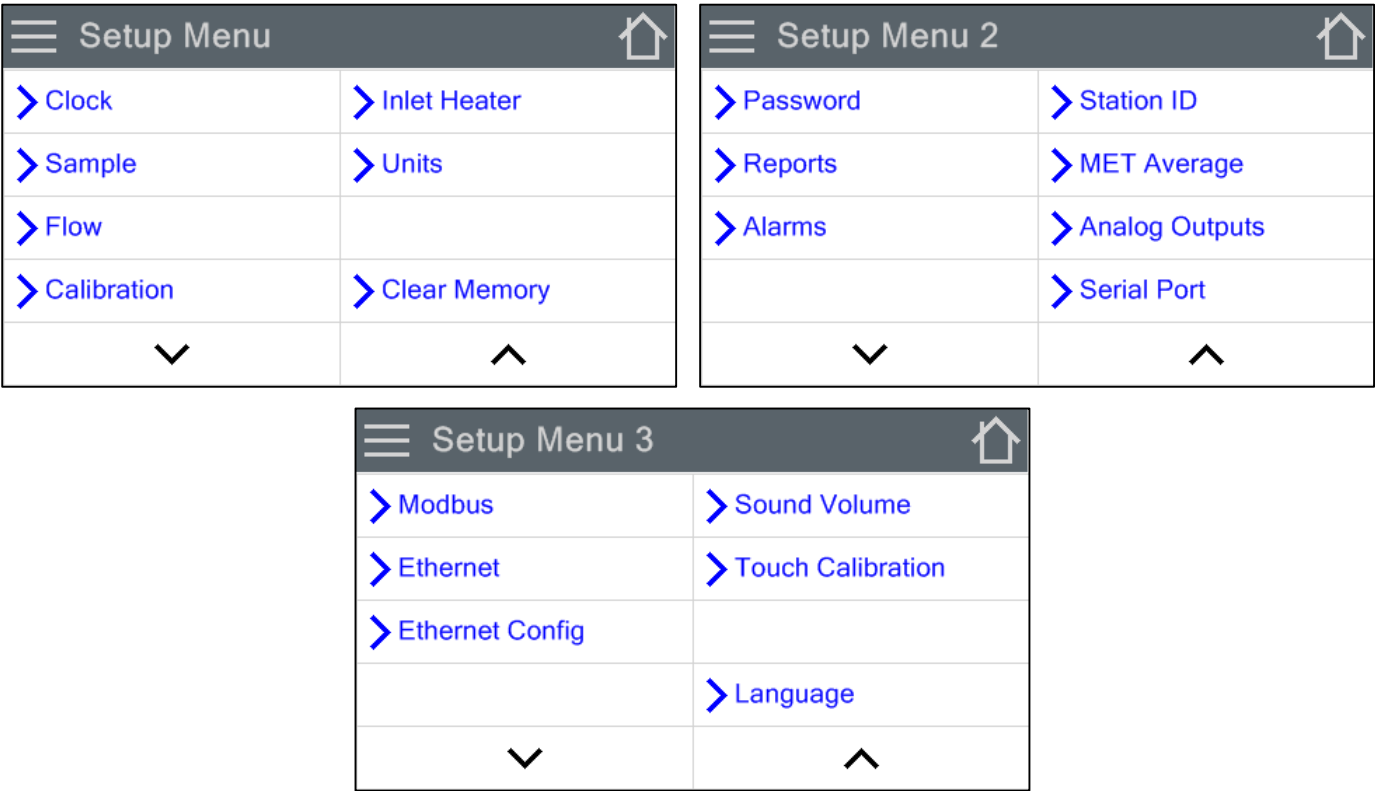 Setup Menu
Clock
Inlet Heater
Sample
Units
Flow
Calibration
Clear Memory
Setup Menu 2
Password
Station ID
Reports
MET Average
Alarms
Analog Outputs
Serial Port
Setup Menu 3
Modbus
Sound Volume
Ethernet
Touch Calibration
Ethernet Config
Language